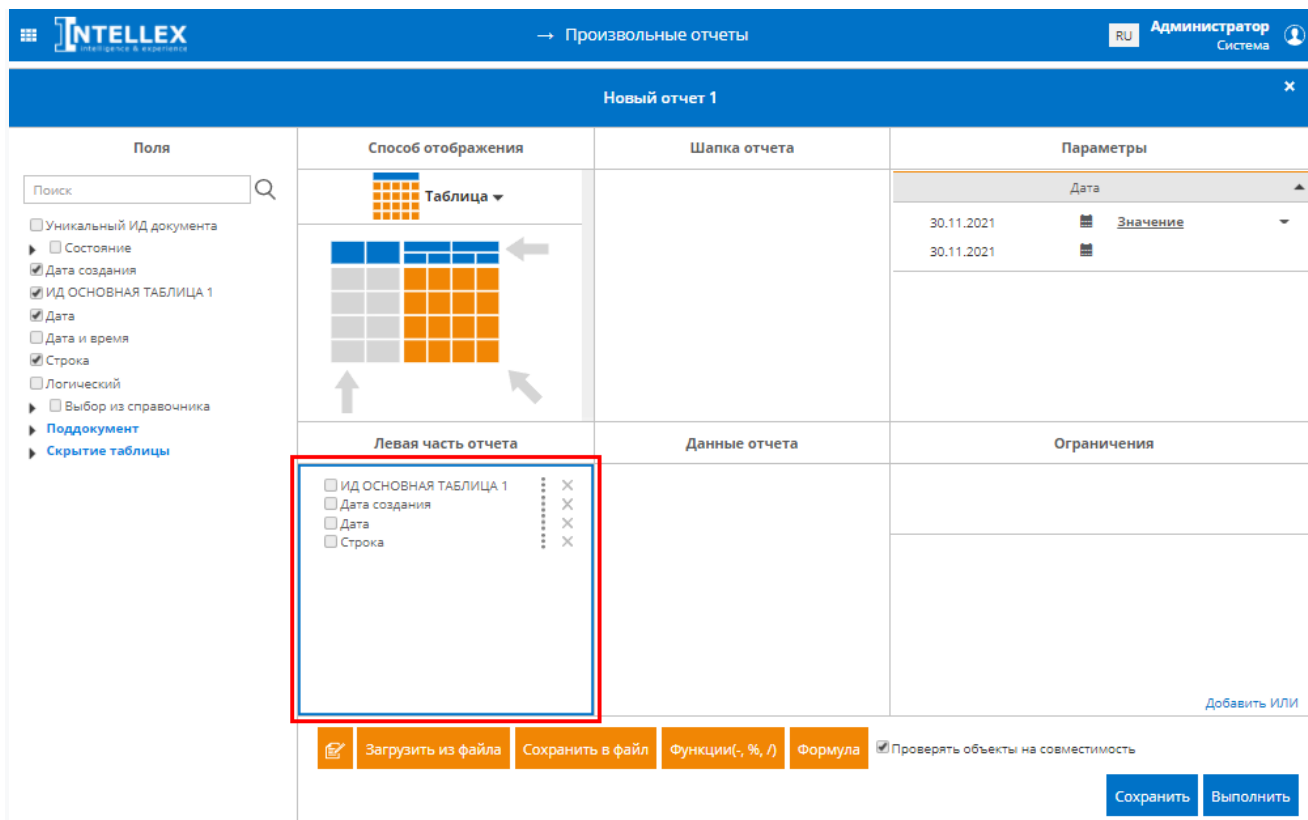 INTELLEX
intelligence & experience
→ Произвольные отчеты
RU
Администратор
Система
Новый отчет 1
Поля
Поиск
Уникальный ИД документа
Состояние
Дата создания
ИД ОСНОВНАЯ ТАБЛИЦА 1
Дата
Дата и время
Строка
Логический
Выбор из справочника
Поддокумент
Скрытие таблицы
Способ отображения
Таблица
Шапка отчета
Параметры
Дата
30.11.2021 Значение
30.11.2021
Левая часть отчета
ИД ОСНОВНАЯ ТАБЛИЦА 1
Дата создания
Дата
Строка
Данные отчета
Ограничения
Добавить ИЛИ
Загрузить из файла Сохранить в файл Функции(-, %, /) Формула Проверять объекты на совместимость
Сохранить Выполнить